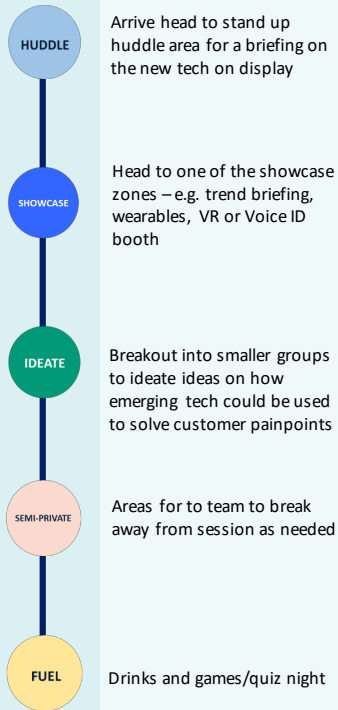 HUDDLE
Arrive head to stand up
huddle area for a briefing on
the new tech on display
SHOWCASE
Head to one of the showcase
zones – e.g. trend briefing,
wearables, VR or Voice ID
booth
IDEATE
Breakout into smaller groups
to ideate ideas on how
emerging tech could be used
to solve customer painpoints
SEMI-PRIVATE
Areas for to team to break
away from session as needed
FUEL
Drinks and games/quiz night